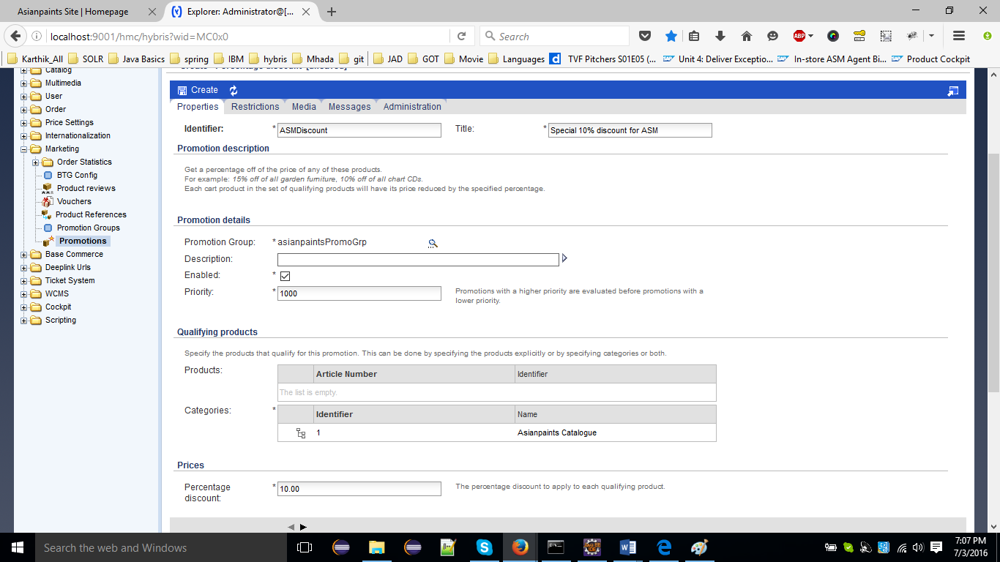 Asianpaints Site | Homepage
Explorer: Administrator@[...
localhost:9001/hmc/hybris?wid=MC0x0
Search
ABP
Karthik_All
SOLR
Java Basics
spring
IBM
hybris
Mhada
git
JAD
GOT
Movie
Languages
TVF Pitchers S01E05 (...
Unit 4: Deliver Exceptio...
In-store ASM Agent Bi...
Product Cockpit
Catalog
Multimedia
User
Order
Price Settings
Internationalization
Marketing
Order Statistics
BTG Config
Product reviews
Vouchers
Product References
Promotion Groups
Promotions
Base Commerce
Deeplink Urls
Ticket System
WCMS
Cockpit
Scripting
Create
Properties
Restrictions
Media
Messages
Administration
Identifier: * ASMDiscount
Title: * Special 10% discount for ASM
Promotion description
Get a percentage off of the price of any of these products.
For example: 15% off of all garden furniture, 10% off of all chart CDs.
Each cart product in the set of qualifying products will have its price reduced by the specified percentage.
Promotion details
Promotion Group: * asianpaintsPromoGrp
Description:
Enabled: *
Priority: * 1000
Promotions with a higher priority are evaluated before promotions with a
lower priority.
Qualifying products
Specify the products that qualify for this promotion. This can be done by specifying the products explicitly or by specifying categories or both.
Products:
Article Number
Identifier
The list is empty.
Categories: *
Identifier
Name
1
Asianpaints Catalogue
Prices
Percentage
discount:
* 10.00
The percentage discount to apply to each qualifying product.
Search the web and Windows
7:07 PM
7/3/2016